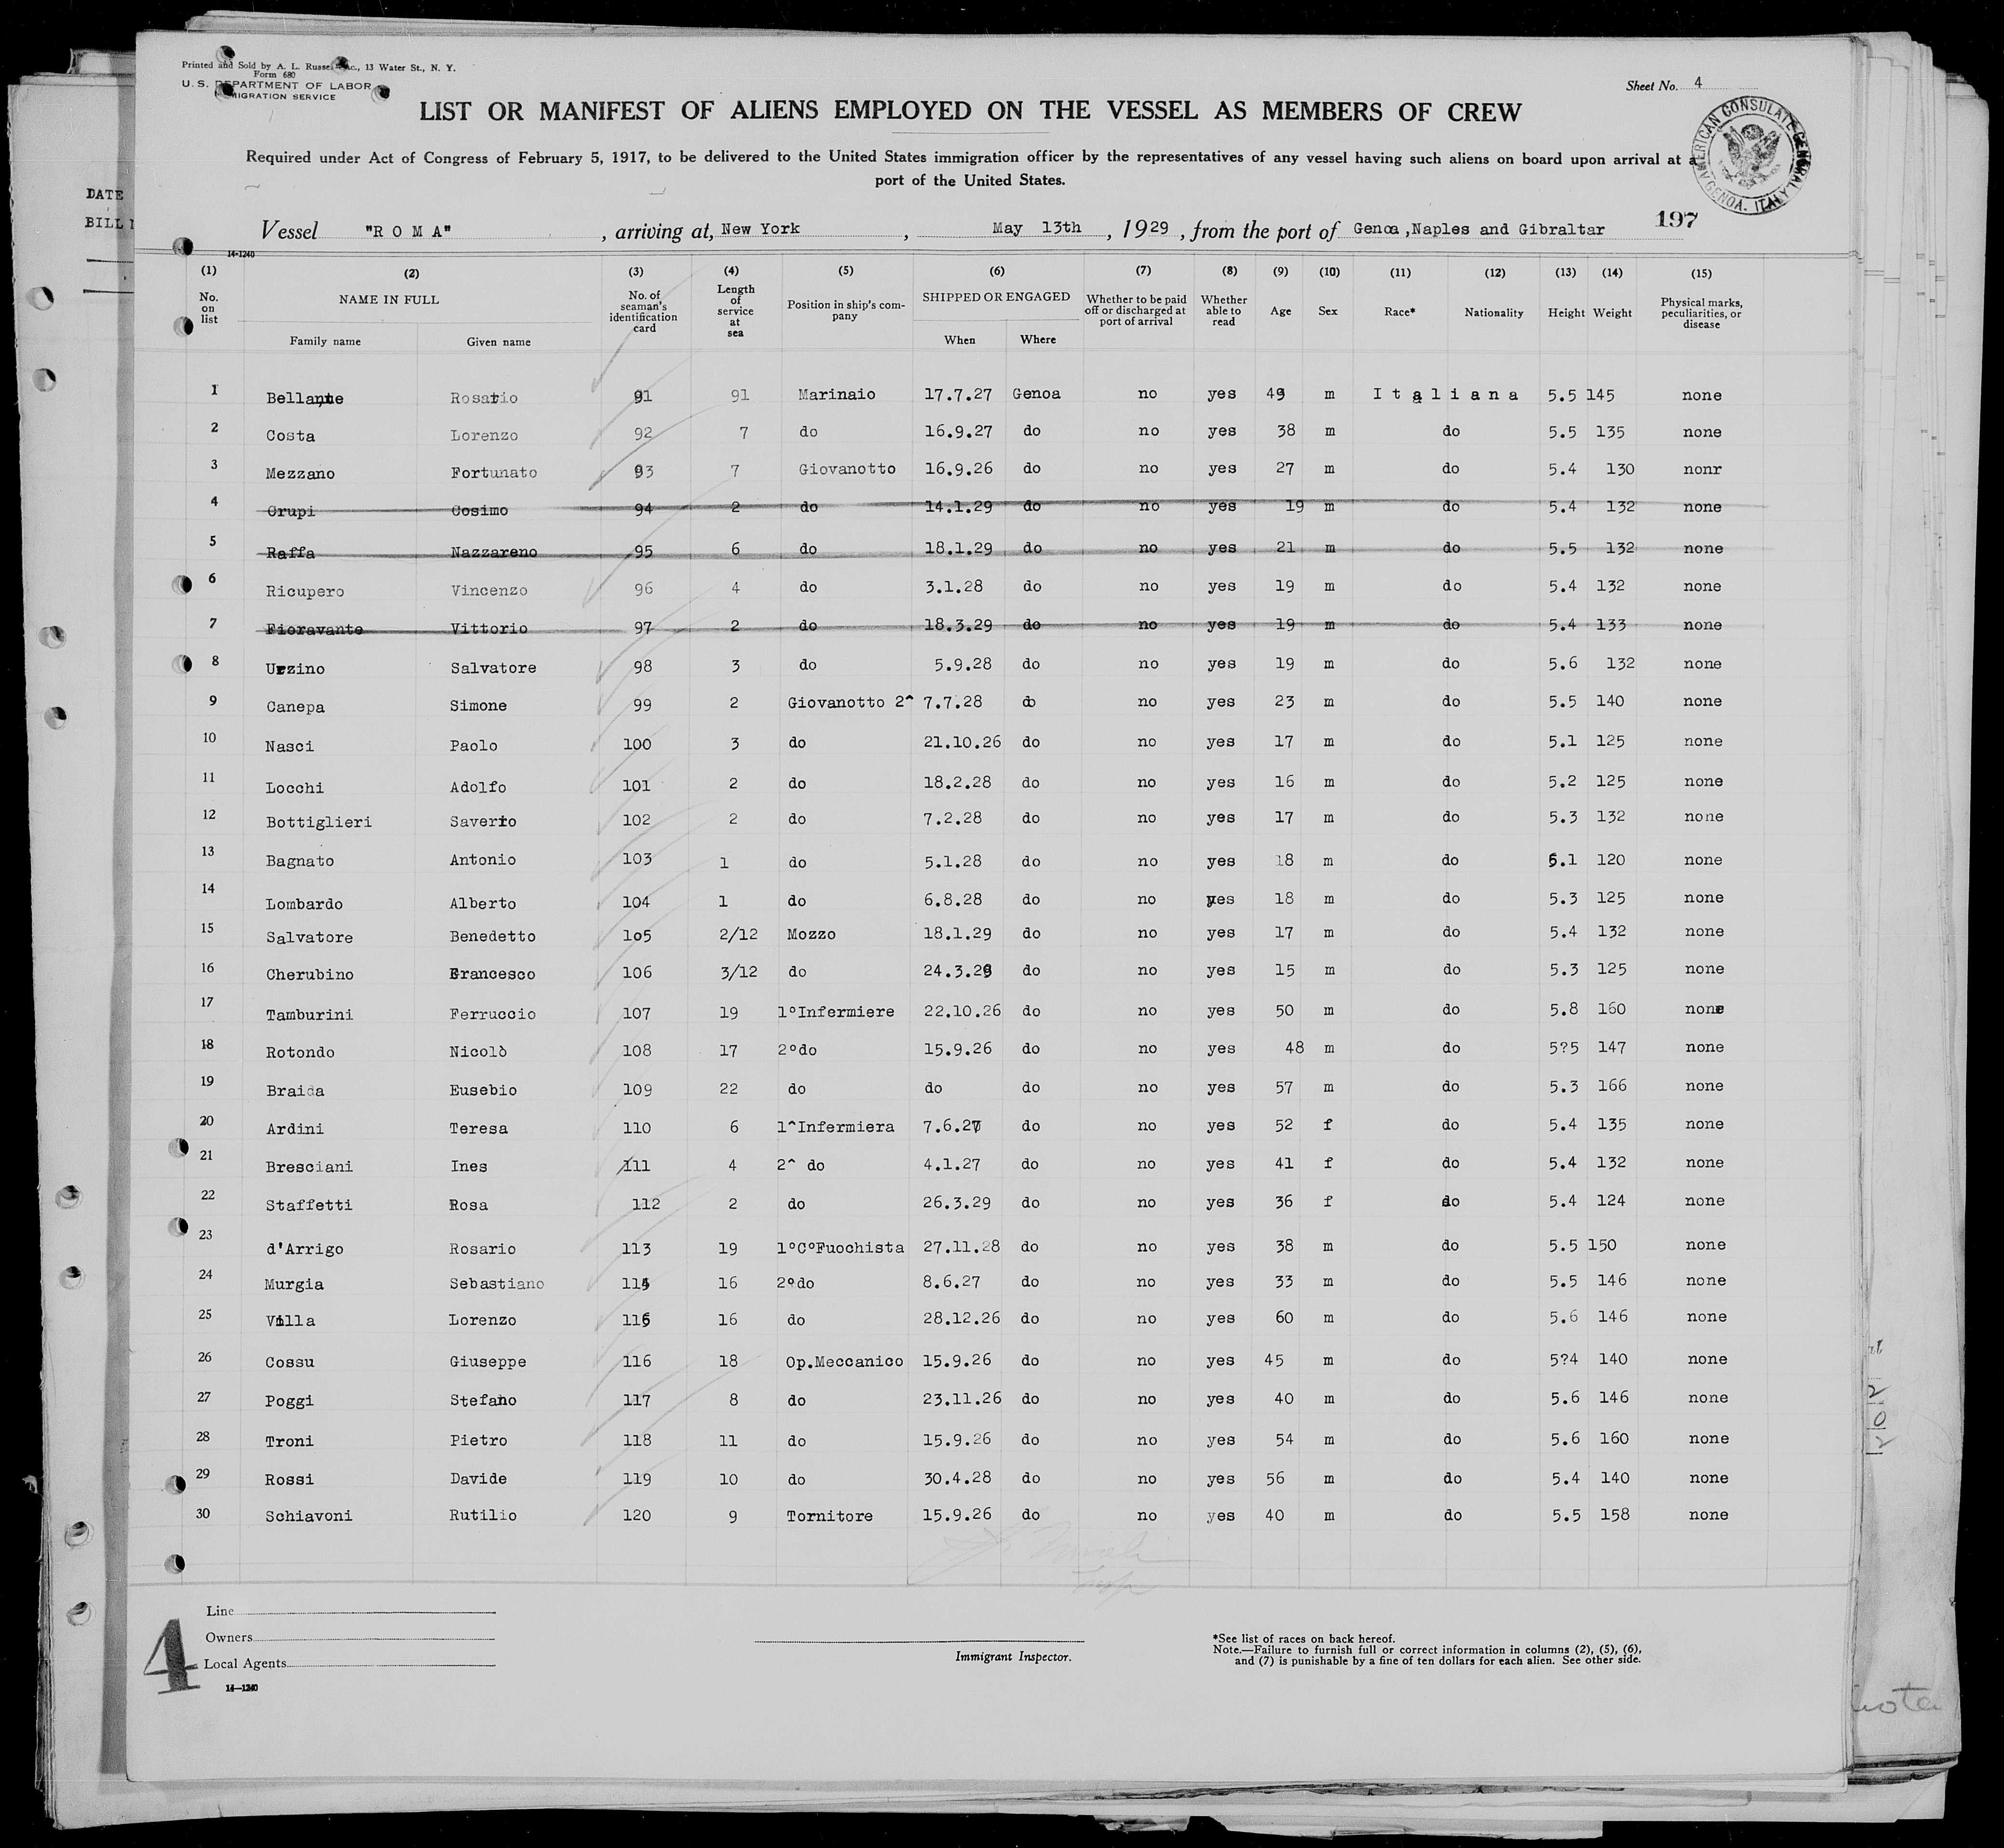 Printed and Sold by A. L. Russell Inc., 13 Water St., N. Y.
Form 680
U. S. DEPARTMENT OF LABOR
IMMIGRATION SERVICE
Sheet No. 4
LIST OR MANIFEST OF ALIENS EMPLOYED ON THE VESSEL AS MEMBERS OF CREW
AMERICAN CONSULATE GENERAL GENOA. ITALY
Required under Act of Congress of February 5, 1917, to be delivered to the United States immigration officer by the representatives of any vessel having such aliens on board upon arrival at a
port of the United States.
DATE
BILL
Vessel "R O M A" , arriving at, New York , May 13th , 1929 , from the port of Genoa ,Naples and Gibraltar 197
14-1240
(1) (2) (3) (4) (5) (6) (7) (8) (9) (10) (11) (12) (13) (14) (15)
No. on list NAME IN FULL No. of seaman's identification card Length of service at sea Position in ship's company SHIPPED OR ENGAGED Whether to be paid off or discharged at port of arrival Whether able to read Age Sex Race* Nationality Height Weight Physical marks, peculiarities, or disease
Family name Given name When Where
1 Bellante Rosario 91 91 Marinaio 17.7.27 Genoa no yes 49 m I t a l i a n a 5.5 145 none
2 Costa Lorenzo 92 7 do 16.9.27 do no yes 38 m do 5.5 135 none
3 Mezzano Fortunato 93 7 Giovanotto 16.9.26 do no yes 27 m do 5.4 130 nonr
4 Crupi Cosimo 94 2 do 14.1.29 do no yes 19 m do 5.4 132 none
5 Raffa Nazzareno 95 6 do 18.1.29 do no yes 21 m do 5.5 132 none
6 Ricupero Vincenzo 96 4 do 3.1.28 do no yes 19 m do 5.4 132 none
7 Fioravante Vittorio 97 2 do 18.3.29 do no yes 19 m do 5.4 133 none
8 Urzino Salvatore 98 3 do 5.9.28 do no yes 19 m do 5.6 132 none
9 Canepa Simone 99 2 Giovanotto 2^ 7.7.28 do no yes 23 m do 5.5 140 none
10 Nasci Paolo 100 3 do 21.10.26 do no yes 17 m do 5.1 125 none
11 Locchi Adolfo 101 2 do 18.2.28 do no yes 16 m do 5.2 125 none
12 Bottiglieri Saverio 102 2 do 7.2.28 do no yes 17 m do 5.3 132 none
13 Bagnato Antonio 103 1 do 5.1.28 do no yes 18 m do 5.1 120 none
14 Lombardo Alberto 104 1 do 6.8.28 do no yes 18 m do 5.3 125 none
15 Salvatore Benedetto 105 2/12 Mozzo 18.1.29 do no yes 17 m do 5.4 132 none
16 Cherubino Francesco 106 3/12 do 24.3.29 do no yes 15 m do 5.3 125 none
17 Tamburini Ferruccio 107 19 1°Infermiere 22.10.26 do no yes 50 m do 5.8 160 none
18 Rotondo Nicolò 108 17 2°do 15.9.26 do no yes 48 m do 5?5 147 none
19 Braida Eusebio 109 22 do do do no yes 57 m do 5.3 166 none
20 Ardini Teresa 110 6 1^Infermiera 7.6.27 do no yes 52 f do 5.4 135 none
21 Bresciani Ines 111 4 2^ do 4.1.27 do no yes 41 f do 5.4 132 none
22 Staffetti Rosa 112 2 do 26.3.29 do no yes 36 f do 5.4 124 none
23 d'Arrigo Rosario 113 19 1°C°Fuochista 27.11.28 do no yes 38 m do 5.5 150 none
24 Murgia Sebastiano 114 16 2°do 8.6.27 do no yes 33 m do 5.5 146 none
25 Villa Lorenzo 115 16 do 28.12.26 do no yes 60 m do 5.6 146 none
26 Cossu Giuseppe 116 18 Op.Meccanico 15.9.26 do no yes 45 m do 5?4 140 none
27 Poggi Stefano 117 8 do 23.11.26 do no yes 40 m do 5.6 146 none
28 Troni Pietro 118 11 do 15.9.26 do no yes 54 m do 5.6 160 none
29 Rossi Davide 119 10 do 30.4.28 do no yes 56 m do 5.4 140 none
30 Schiavoni Rutilio 120 9 Tornitore 15.9.26 do no yes 40 m do 5.5 158 none
4
Line
Owners
Local Agents
14—1240
Immigrant Inspector.
*See list of races on back hereof.
Note.—Failure to furnish full or correct information in columns (2), (5), (6),
and (7) is punishable by a fine of ten dollars for each alien. See other side.